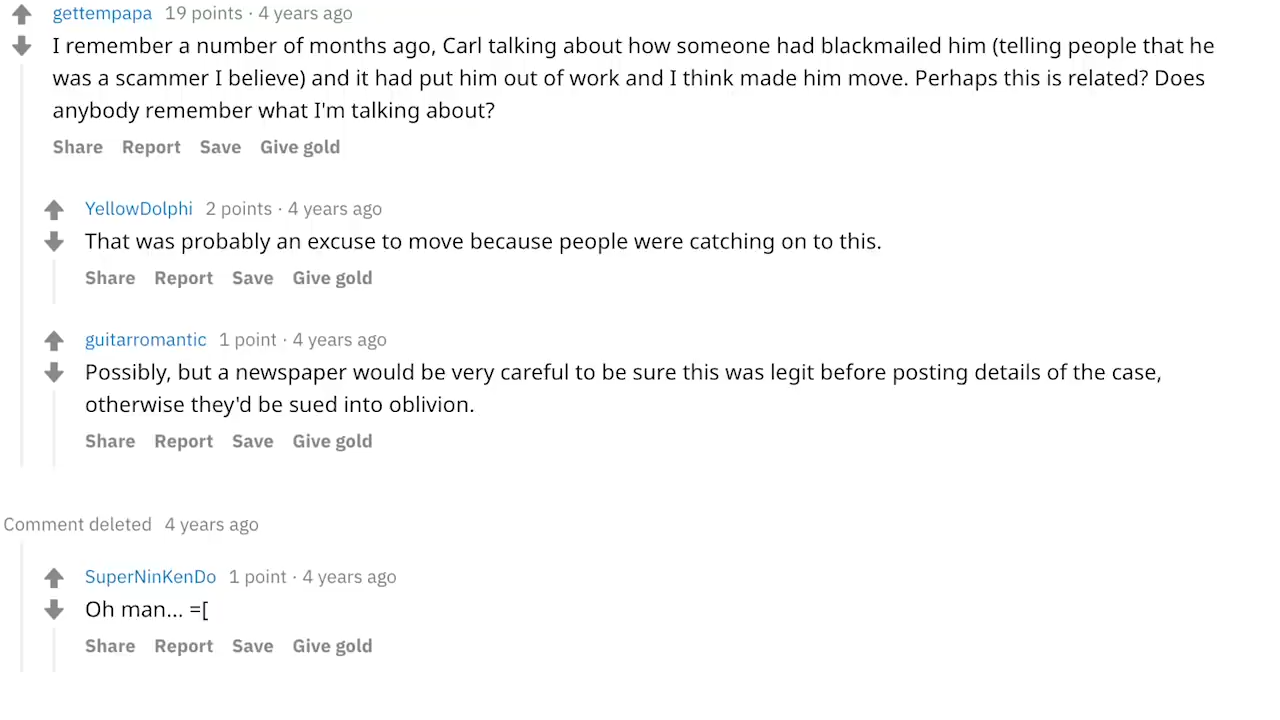 gettempapa 19 points · 4 years ago
I remember a number of months ago, Carl talking about how someone had blackmailed him (telling people that he
was a scammer I believe) and it had put him out of work and I think made him move. Perhaps this is related? Does
anybody remember what I'm talking about?
Share Report Save Give gold
YellowDolphi 2 points · 4 years ago
That was probably an excuse to move because people were catching on to this.
Share Report Save Give gold
guitarromantic 1 point · 4 years ago
Possibly, but a newspaper would be very careful to be sure this was legit before posting details of the case,
otherwise they'd be sued into oblivion.
Share Report Save Give gold
Comment deleted 4 years ago
SuperNinKenDo 1 point · 4 years ago
Oh man... =[
Share Report Save Give gold